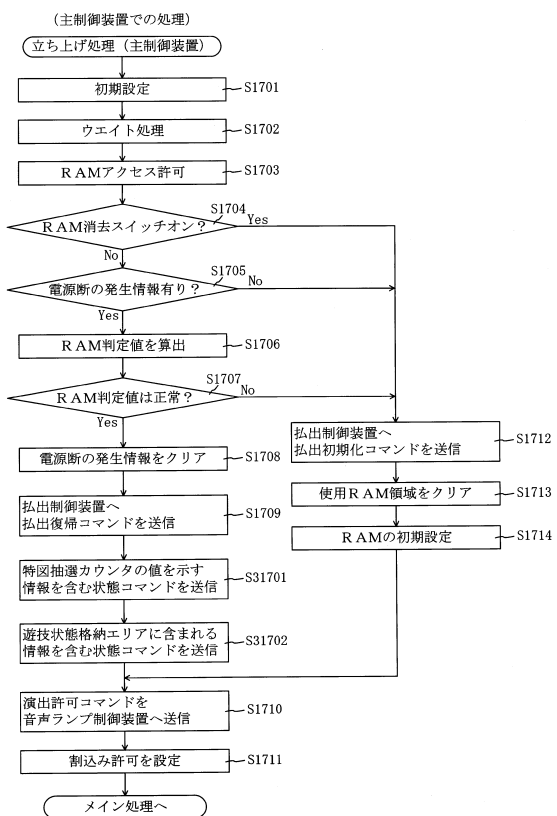 （主制御装置での処理）
立ち上げ処理（主制御装置）
初期設定
S1701
ウエイト処理
S1702
ＲＡＭアクセス許可
S1703
ＲＡＭ消去スイッチオン？
S1704
Yes
No
電源断の発生情報有り？
S1705
No
Yes
ＲＡＭ判定値を算出
S1706
ＲＡＭ判定値は正常？
S1707
No
Yes
電源断の発生情報をクリア
S1708
払出制御装置へ
払出復帰コマンドを送信
S1709
特図抽選カウンタの値を示す
情報を含む状態コマンドを送信
S31701
遊技状態格納エリアに含まれる
情報を含む状態コマンドを送信
S31702
払出制御装置へ
払出初期化コマンドを送信
S1712
使用ＲＡＭ領域をクリア
S1713
ＲＡＭの初期設定
S1714
演出許可コマンドを
音声ランプ制御装置へ送信
S1710
割込み許可を設定
S1711
メイン処理へ